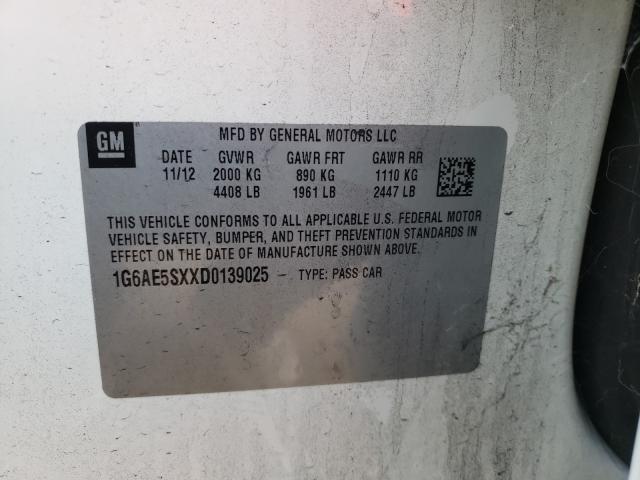 GM
MFD BY GENERAL MOTORS LLC
DATE GVWR GAWR FRT GAWR RR
11/12 2000 KG 890 KG 1110 KG
4408 LB 1961 LB 2447 LB
THIS VEHICLE CONFORMS TO ALL APPLICABLE U.S. FEDERAL MOTOR
VEHICLE SAFETY, BUMPER, AND THEFT PREVENTION STANDARDS IN
EFFECT ON THE DATE OF MANUFACTURE SHOWN ABOVE.
1G6AE5SXXD0139025 - TYPE: PASS CAR